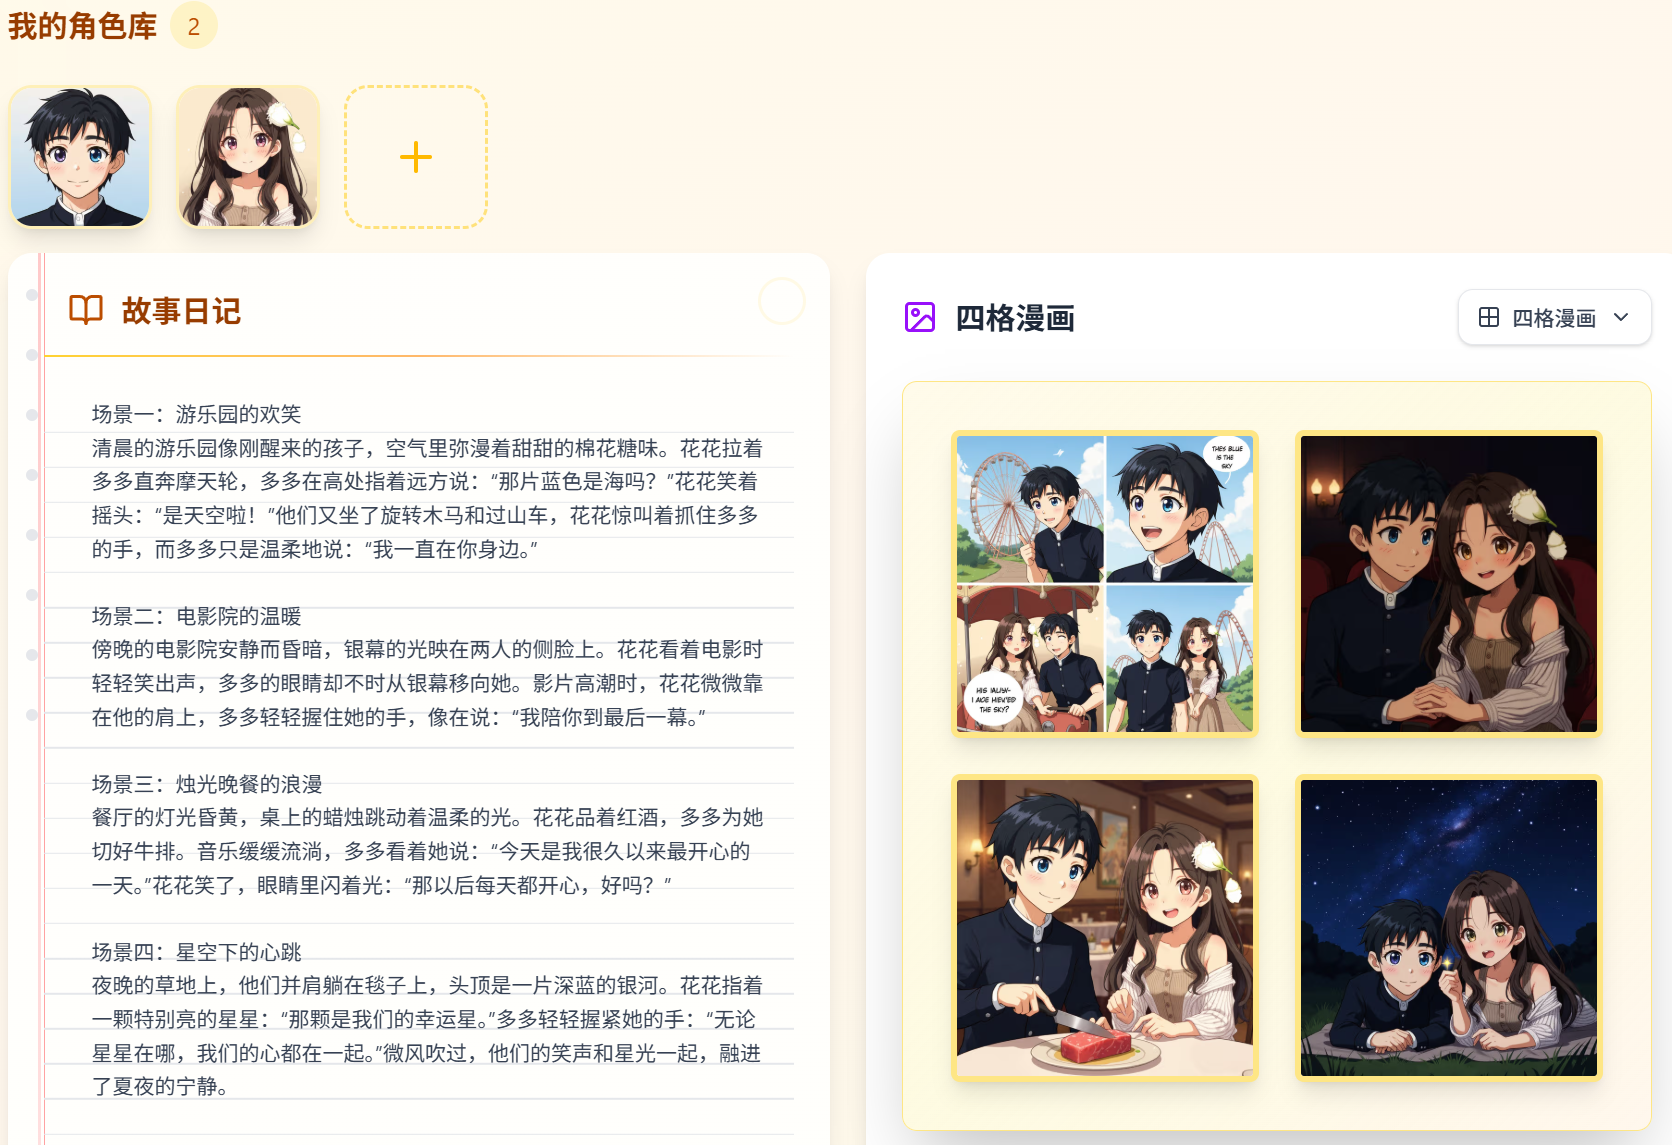 我的角色库 2
故事日记
场景一：游乐园的欢笑
清晨的游乐园像刚醒来的孩子，空气里弥漫着甜甜的棉花糖味。花花拉着
多多直奔摩天轮，多多在高处指着远方说：“那片蓝色是海吗？”花花笑着
摇头：“是天空啦！”他们又坐了旋转木马和过山车，花花惊叫着抓住多多
的手，而多多只是温柔地说：“我一直在你身边。”
场景二：电影院的温暖
傍晚的电影院安静而昏暗，银幕的光映在两人的侧脸上。花花看着电影时
轻轻笑出声，多多的眼睛却不时从银幕移向她。影片高潮时，花花微微靠
在他的肩上，多多轻轻握住她的手，像在说：“我陪你到最后一幕。”
场景三：烛光晚餐的浪漫
餐厅的灯光昏黄，桌上的蜡烛跳动着温柔的光。花花品着红酒，多多为她
切好牛排。音乐缓缓流淌，多多看着她说：“今天是我很久以来最开心的
一天。”花花笑了，眼睛里闪着光：“那以后每天都开心，好吗？”
场景四：星空下的心跳
夜晚的草地上，他们并肩躺在毯子上，头顶是一片深蓝的银河。花花指着
一颗特别亮的星星：“那颗是我们的幸运星。”多多轻轻握紧她的手：“无论
星星在哪，我们的心都在一起。”微风吹过，他们的笑声和星光一起，融进
了夏夜的宁静。
四格漫画
四格漫画
THES BLUE
IS THE
SKY
HIS
THE SKY?